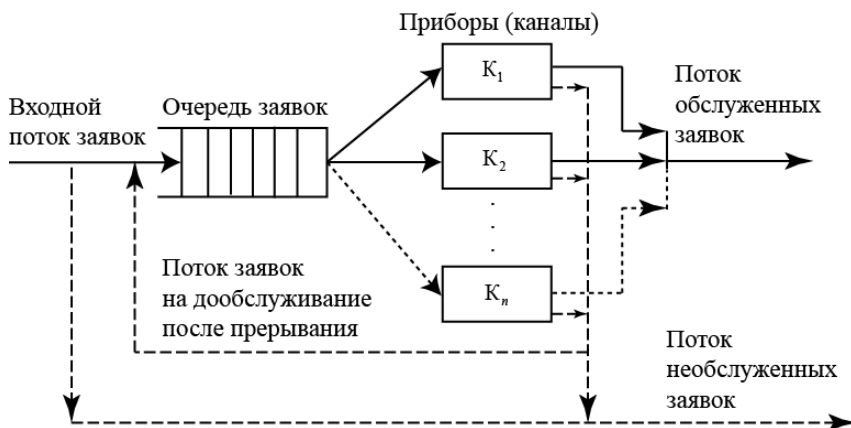 Приборы (каналы)
К1
Поток
обслуженных
заявок
Входной
поток заявок
Очередь заявок
К2
Поток заявок
на дообслуживание
после прерывания
Кn
Поток
необслуженных
заявок